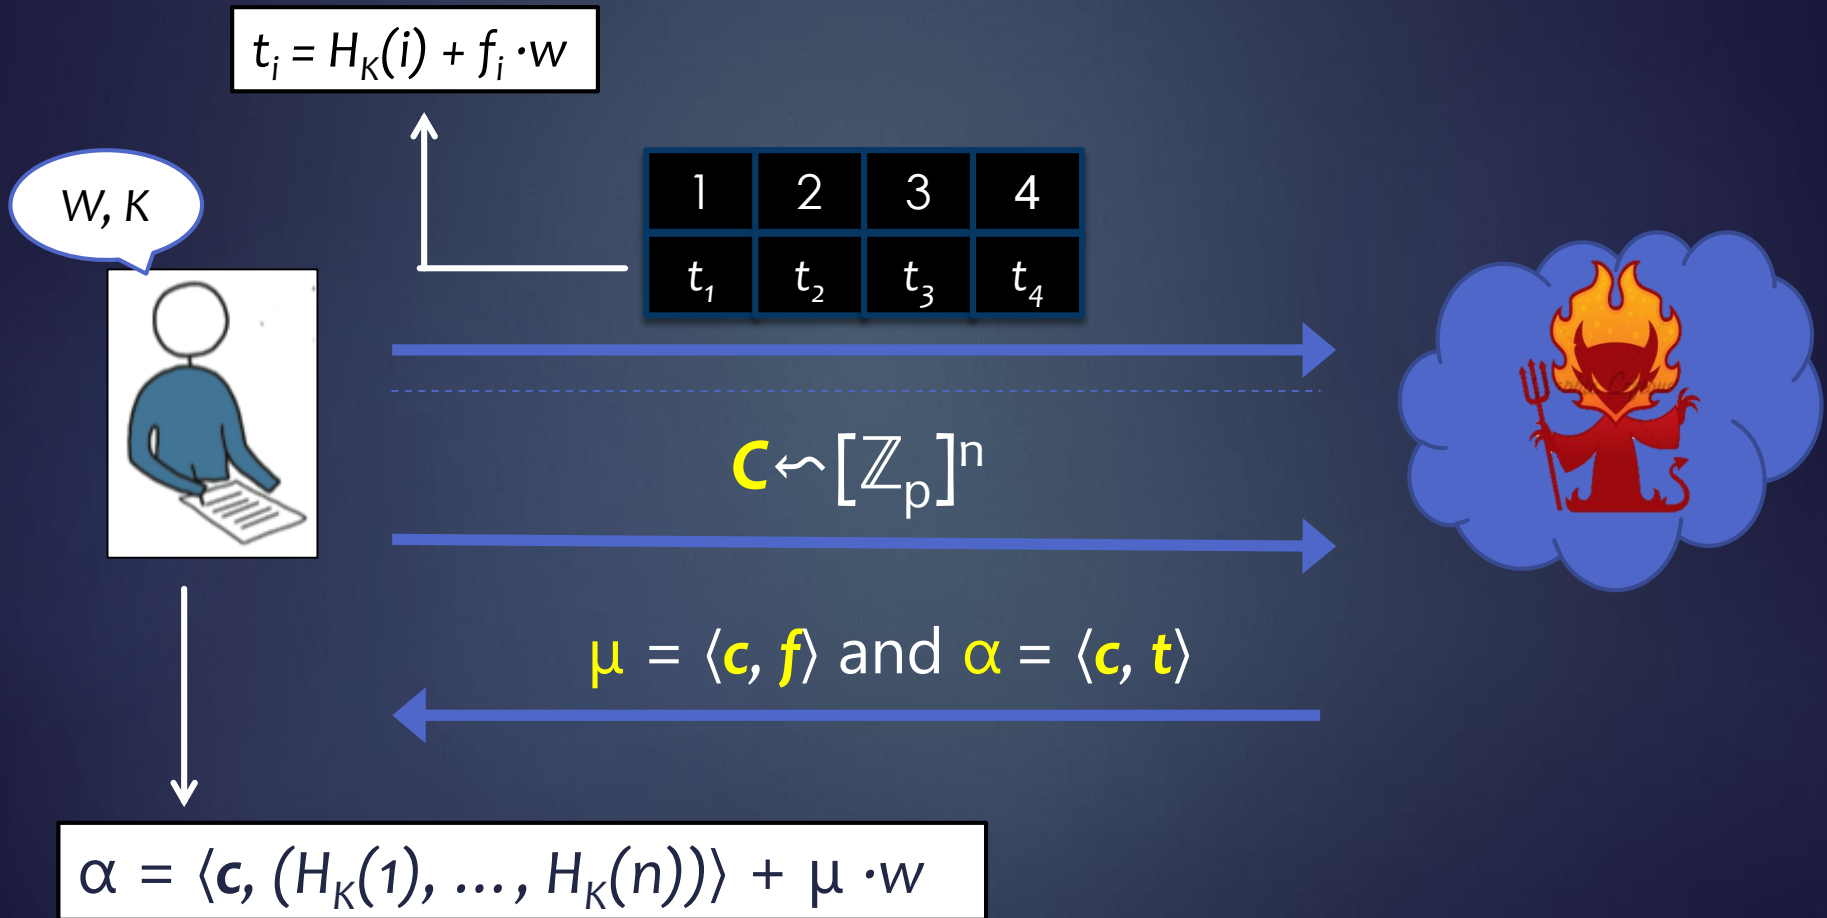 tᵢ = H_K(i) + fᵢ ·w
W, K
1 2 3 4
t₁ t₂ t₃ t₄
c ↜ [ℤₚ]ⁿ
μ = ⟨c, f⟩ and α = ⟨c, t⟩
α = ⟨c, (H_K(1), ..., H_K(n))⟩ + μ ·w